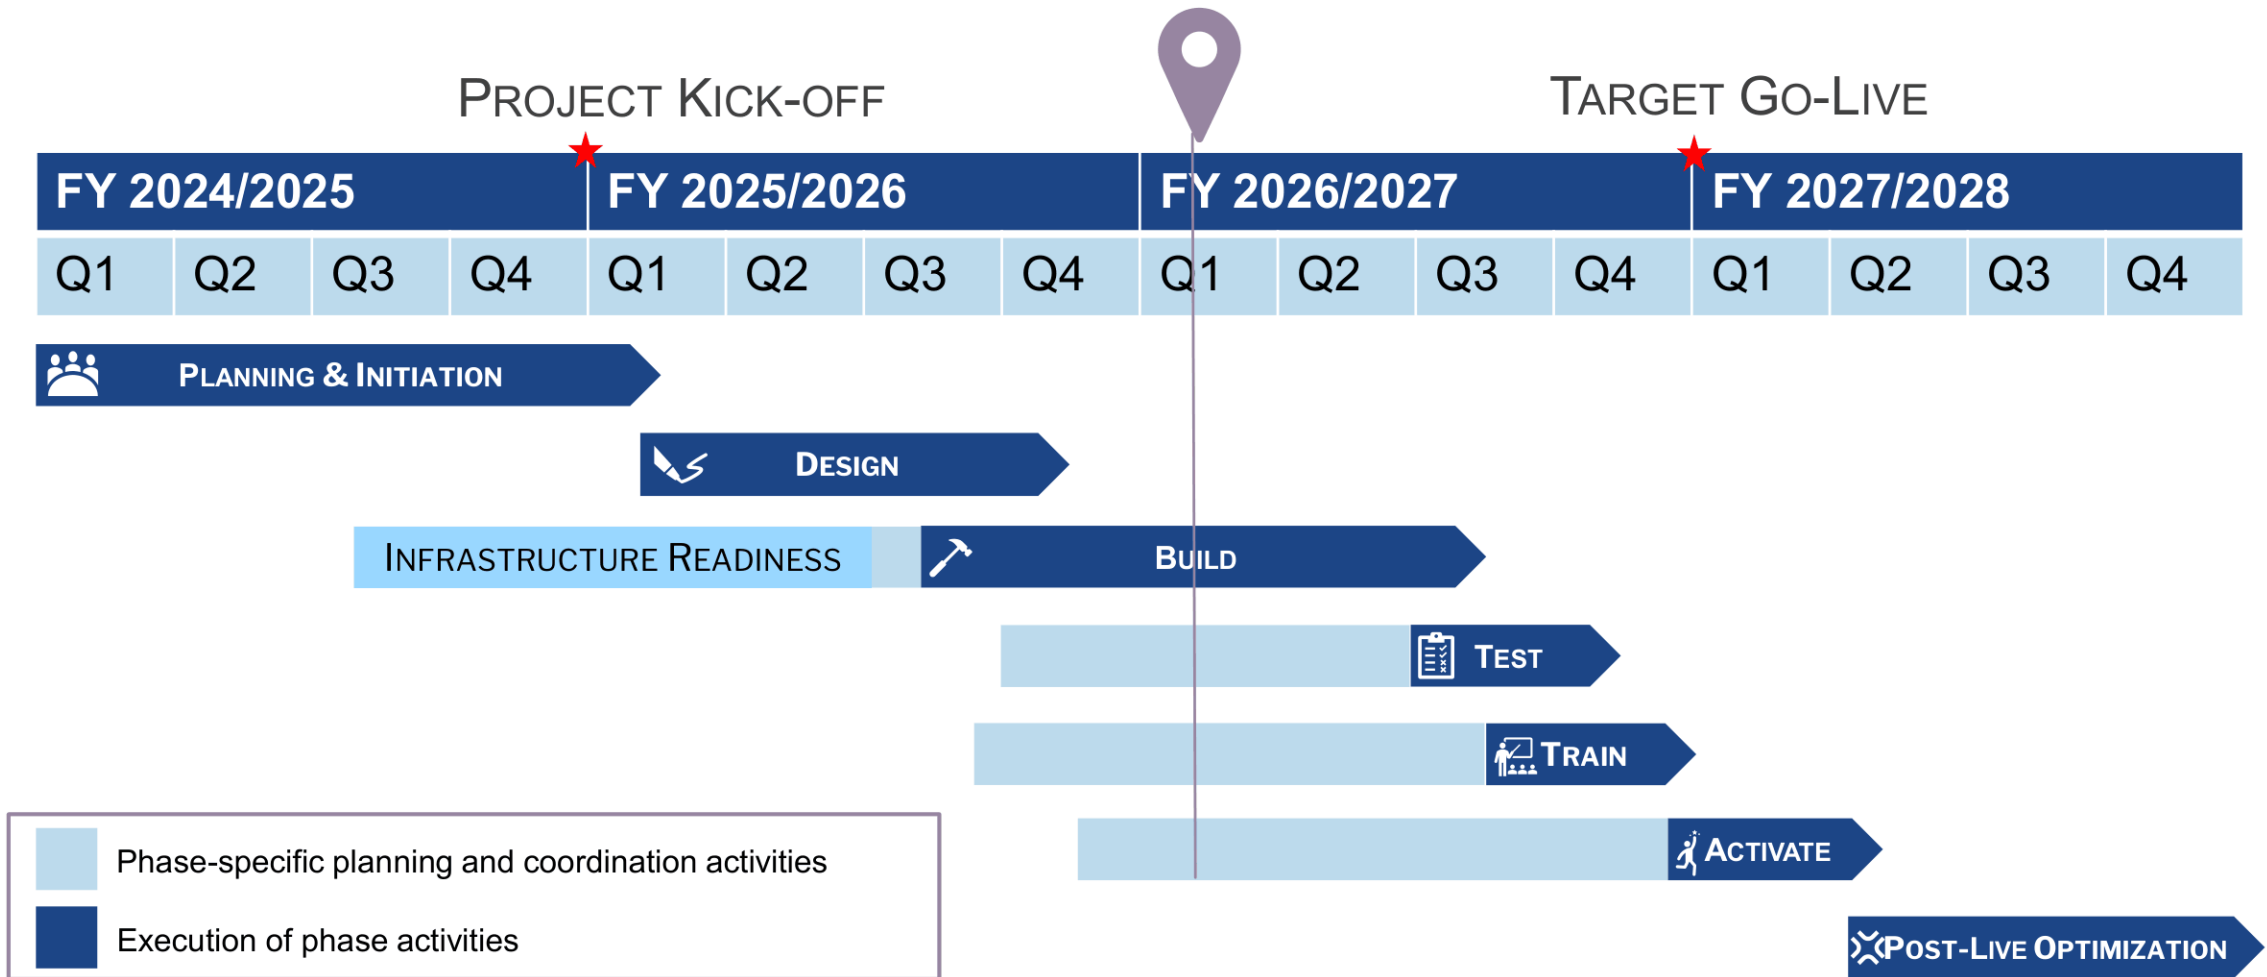 PROJECT KICK-OFF
TARGET GO-LIVE
FY 2024/2025 FY 2025/2026 FY 2026/2027 FY 2027/2028
Q1 Q2 Q3 Q4 Q1 Q2 Q3 Q4 Q1 Q2 Q3 Q4 Q1 Q2 Q3 Q4
PLANNING & INITIATION
DESIGN
INFRASTRUCTURE READINESS
BUILD
TEST
TRAIN
ACTIVATE
POST-LIVE OPTIMIZATION
Phase-specific planning and coordination activities
Execution of phase activities